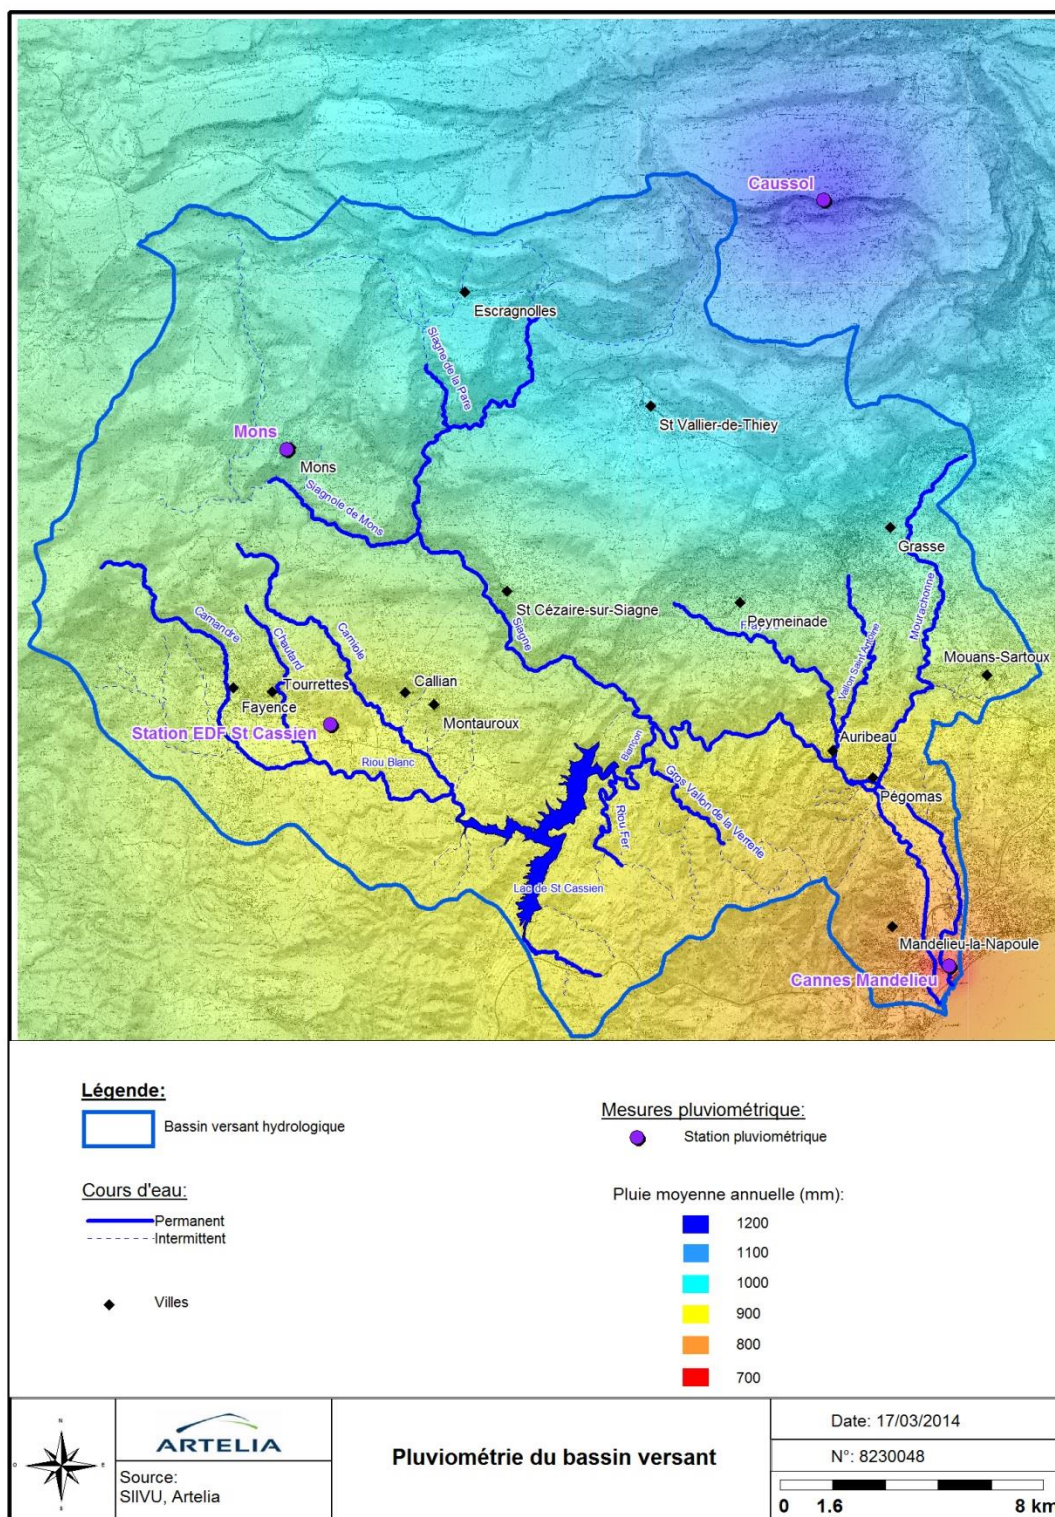 Caussol
Escragnolles
Siagne de la Pare
St Vallier-de-Thiey
Mons
Mons
Siagnole de Mons
Grasse
St Cézaire-sur-Siagne
Siagne
Peymeinade
Mourachonne
Vallon Saint Antoine
Mouans-Sartoux
Camandre
Chautard
Camiole
Tourrettes
Fayence
Callian
Montauroux
Station EDF St Cassien
Riou Blanc
Biançon
Auribeau
Pégomas
Gros Vallon de la Verrerie
Riou Fer
Lac de St Cassien
Mandelieu-la-Napoule
Cannes Mandelieu
Légende:
Bassin versant hydrologique
Cours d'eau:
Permanent
Intermittent
Villes
Mesures pluviométrique:
Station pluviométrique
Pluie moyenne annuelle (mm):
1200
1100
1000
900
800
700
N
O
E
S
ARTELIA
Source:
SIIVU, Artelia
Pluviométrie du bassin versant
Date: 17/03/2014
N°: 8230048
0 1.6 8 km